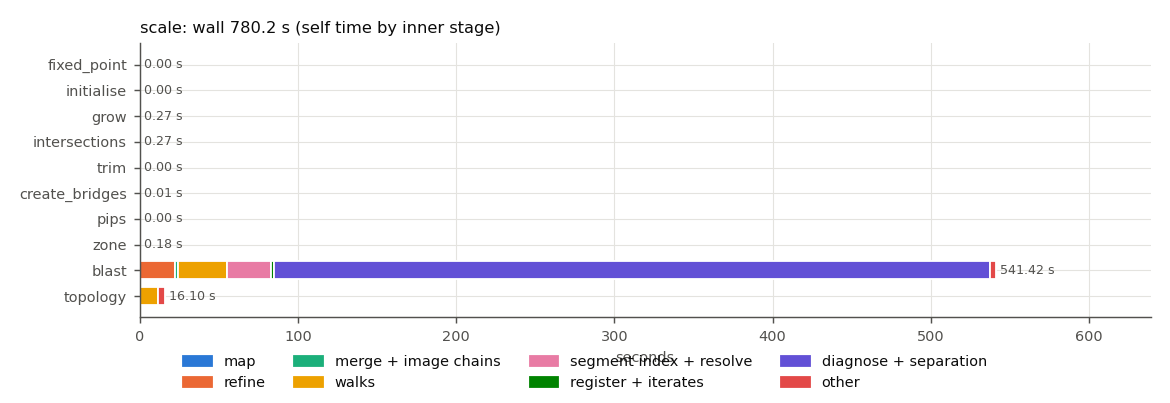 scale: wall 780.2 s (self time by inner stage)
fixed_point 0.00 s
initialise 0.00 s
grow 0.27 s
intersections 0.27 s
trim 0.00 s
create_bridges 0.01 s
pips 0.00 s
zone 0.18 s
blast 541.42 s
topology 16.10 s
0 100 200 300 400 500 600
seconds
map merge + image chains segment index + resolve diagnose + separation
refine walks register + iterates other